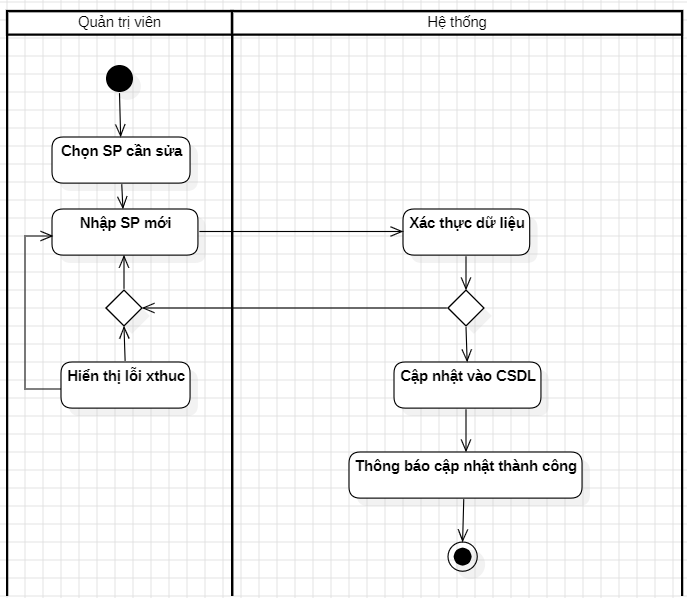 Quản trị viên
Hệ thống
Chọn SP cần sửa
Nhập SP mới
Xác thực dữ liệu
Hiển thị lỗi xthuc
Cập nhật vào CSDL
Thông báo cập nhật thành công